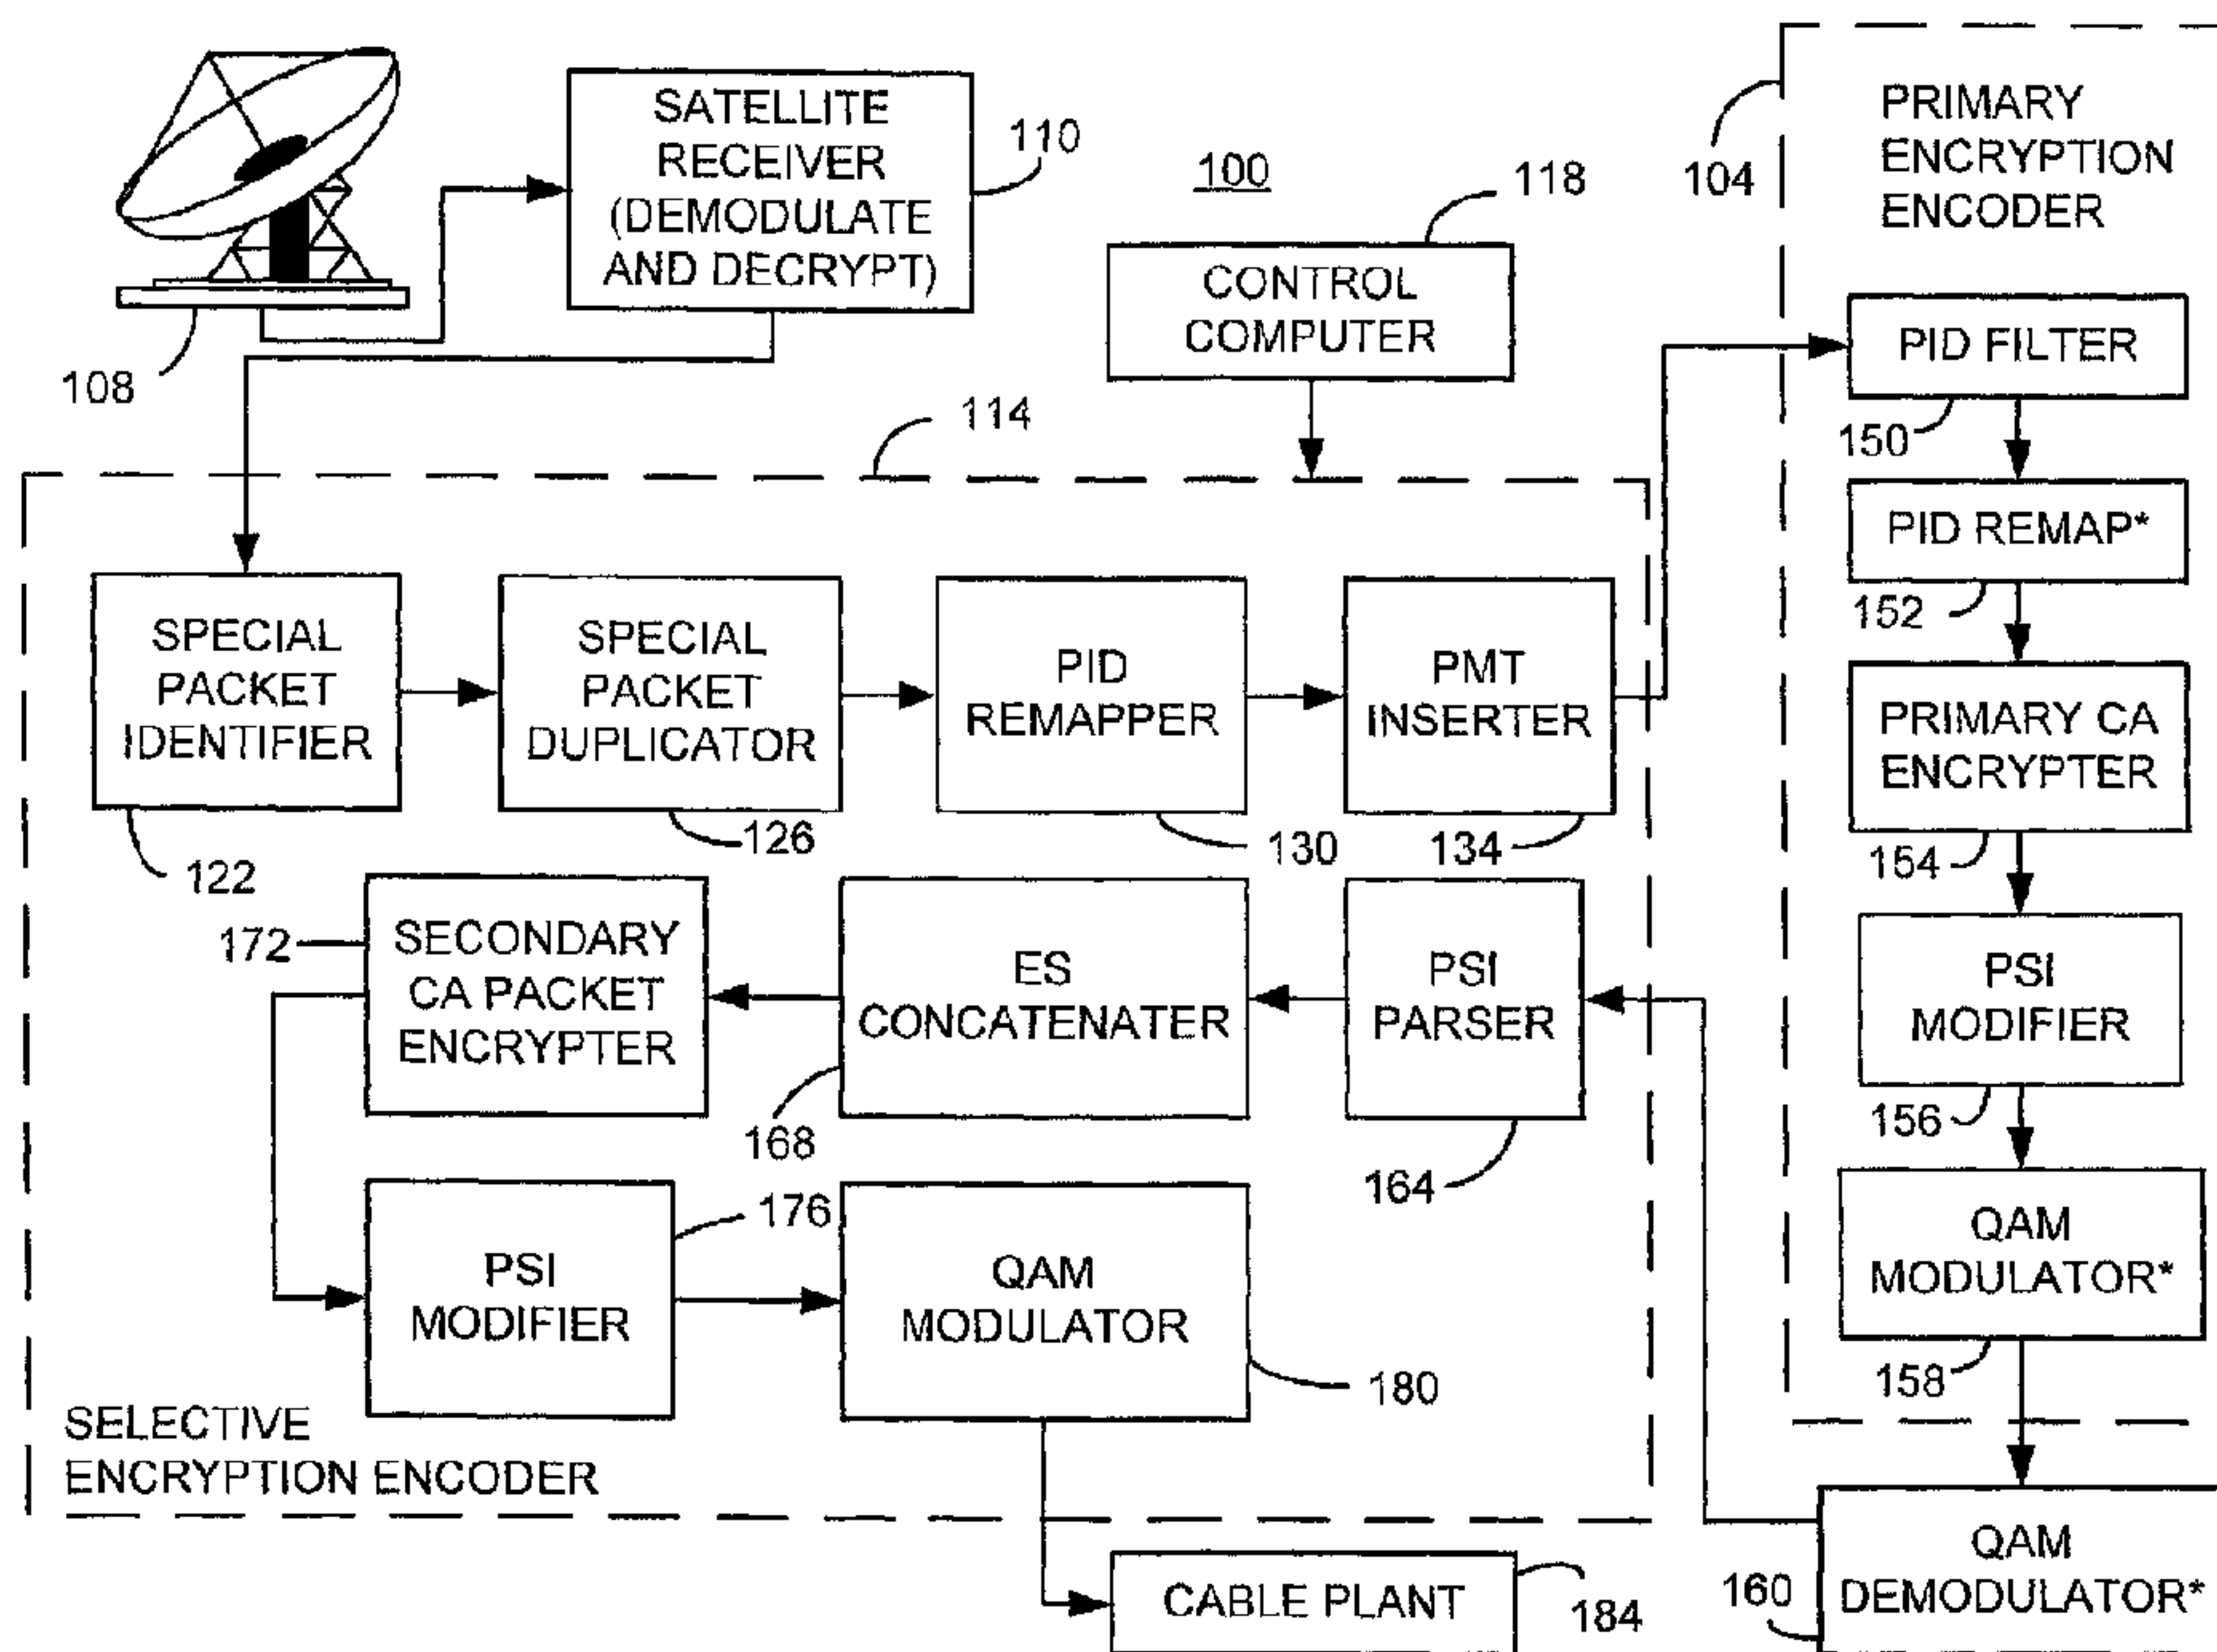 SATELLITE
RECEIVER
(DEMODULATE
AND DECRYPT)
110
108
100
118
CONTROL
COMPUTER
104
PRIMARY
ENCRYPTION
ENCODER
PID FILTER
150
PID REMAP*
152
PRIMARY CA
ENCRYPTER
154
PSI
MODIFIER
156
QAM
MODULATOR*
158
QAM
DEMODULATOR*
160
114
SPECIAL
PACKET
IDENTIFIER
122
SPECIAL
PACKET
DUPLICATOR
126
PID
REMAPPER
130
PMT
INSERTER
134
172
SECONDARY
CA PACKET
ENCRYPTER
ES
CONCATENATER
168
PSI
PARSER
164
PSI
MODIFIER
176
QAM
MODULATOR
180
SELECTIVE
ENCRYPTION ENCODER
CABLE PLANT
184